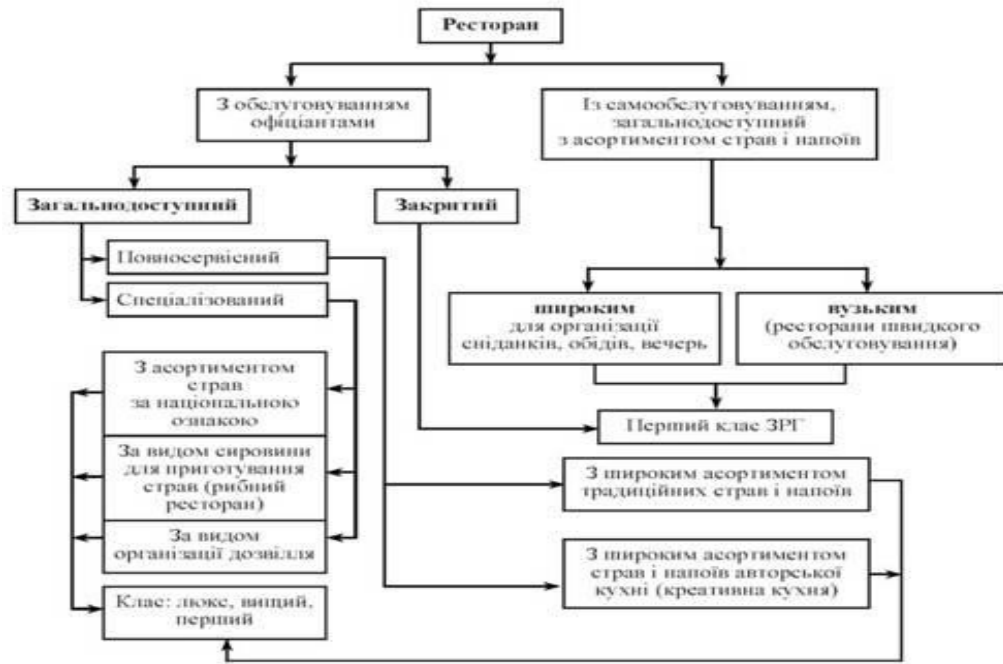 Ресторан
З обслуговуванням
офіціантами
Із самообслуговуванням,
загальнодоступний
з асортиментом страв і напоїв
Загальнодоступний
Закритий
Повносервісний
Спеціалізований
широким
для організації
сніданків, обідів, вечерь
вузьким
(ресторани швидкого
обслуговування)
З асортиментом
страв
за національною
ознакою
Перший клас ЗРГ
За видом сировини
для приготування
страв (рибний
ресторан)
З широким асортиментом
традиційних страв і напоїв
За видом
організації дозвілля
З широким асортиментом
страв і напоїв авторської
кухні (креативна кухня)
Клас: люкс, вищий,
перший